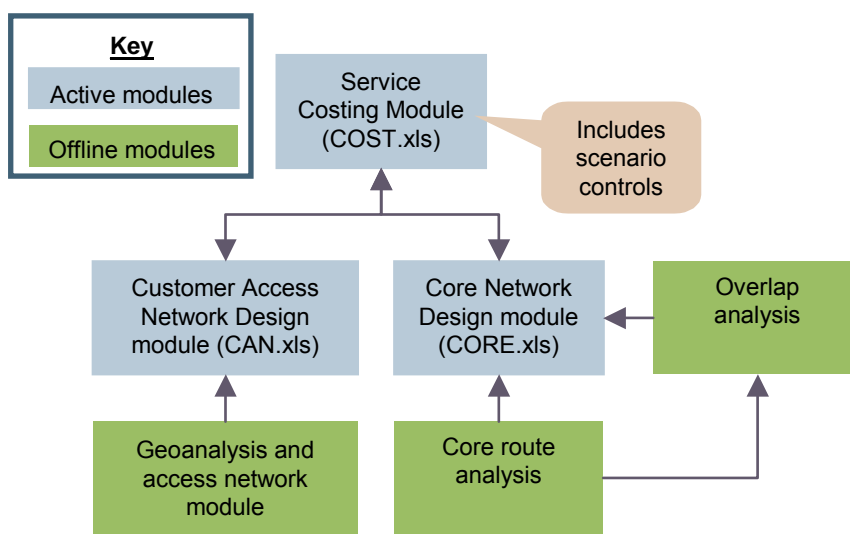 Key
Active modules
Offline modules
Service
Costing Module
(COST.xls)
Includes
scenario
controls
Customer Access
Network Design
module (CAN.xls)
Core Network
Design module
(CORE.xls)
Overlap
analysis
Geoanalysis and
access network
module
Core route
analysis